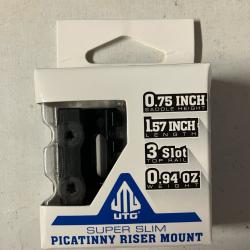 0.75 INCH
SADDLE HEIGHT
1.57 INCH
LENGTH
3 Slot
TOP RAIL
0.94 OZ
WEIGHT
UTG
SUPER SLIM
PICATINNY RISER MOUNT